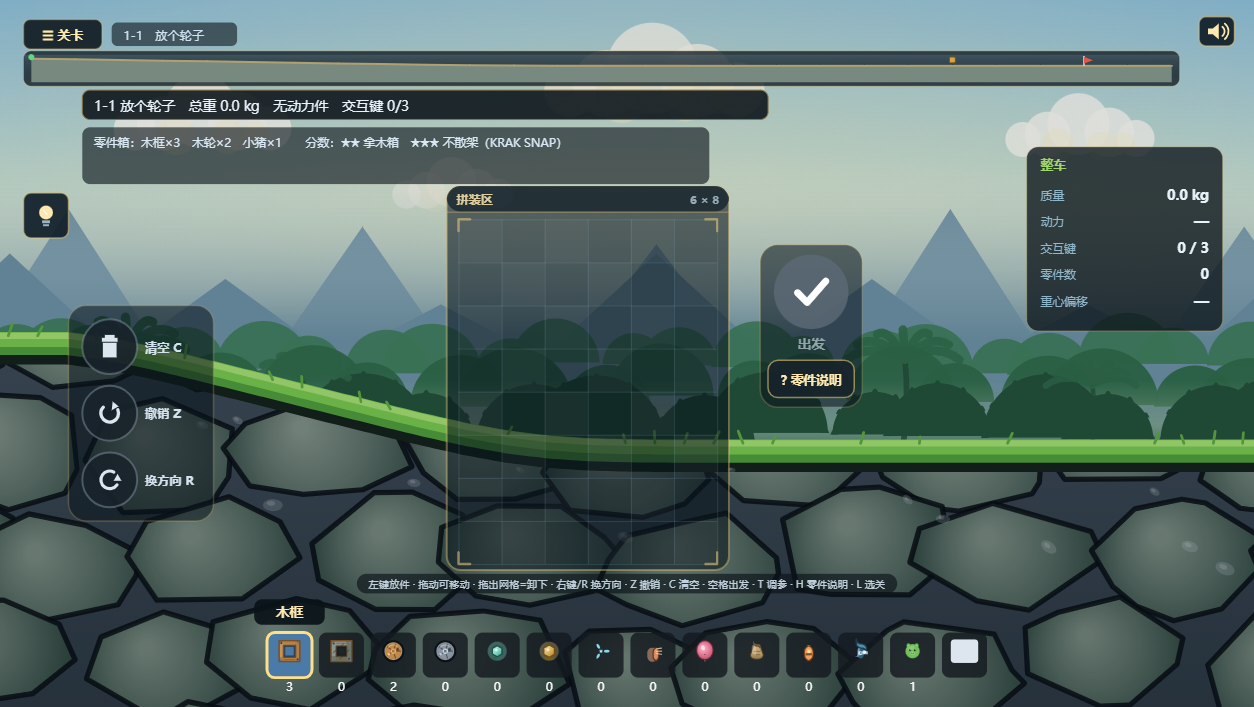 ☰ 关卡
1-1 放个轮子
1-1 放个轮子 总重 0.0 kg 无动力件 交互键 0/3
零件箱: 木框×3 木轮×2 小猪×1 分数: ★★ 拿木箱 ★★★ 不散架 (KRAK SNAP)
整车
质量 0.0 kg
动力 —
交互键 0 / 3
零件数 0
重心偏移 —
拼装区 6 × 8
清空 C
撤销 Z
换方向 R
出发
? 零件说明
左键放件 · 拖动可移动 · 拖出网格=卸下 · 右键/R 换方向 · Z 撤销 · C 清空 · 空格出发 · T 调参 · H 零件说明 · L 选关
木框
3 0 2 0 0 0 0 0 0 0 0 0 1